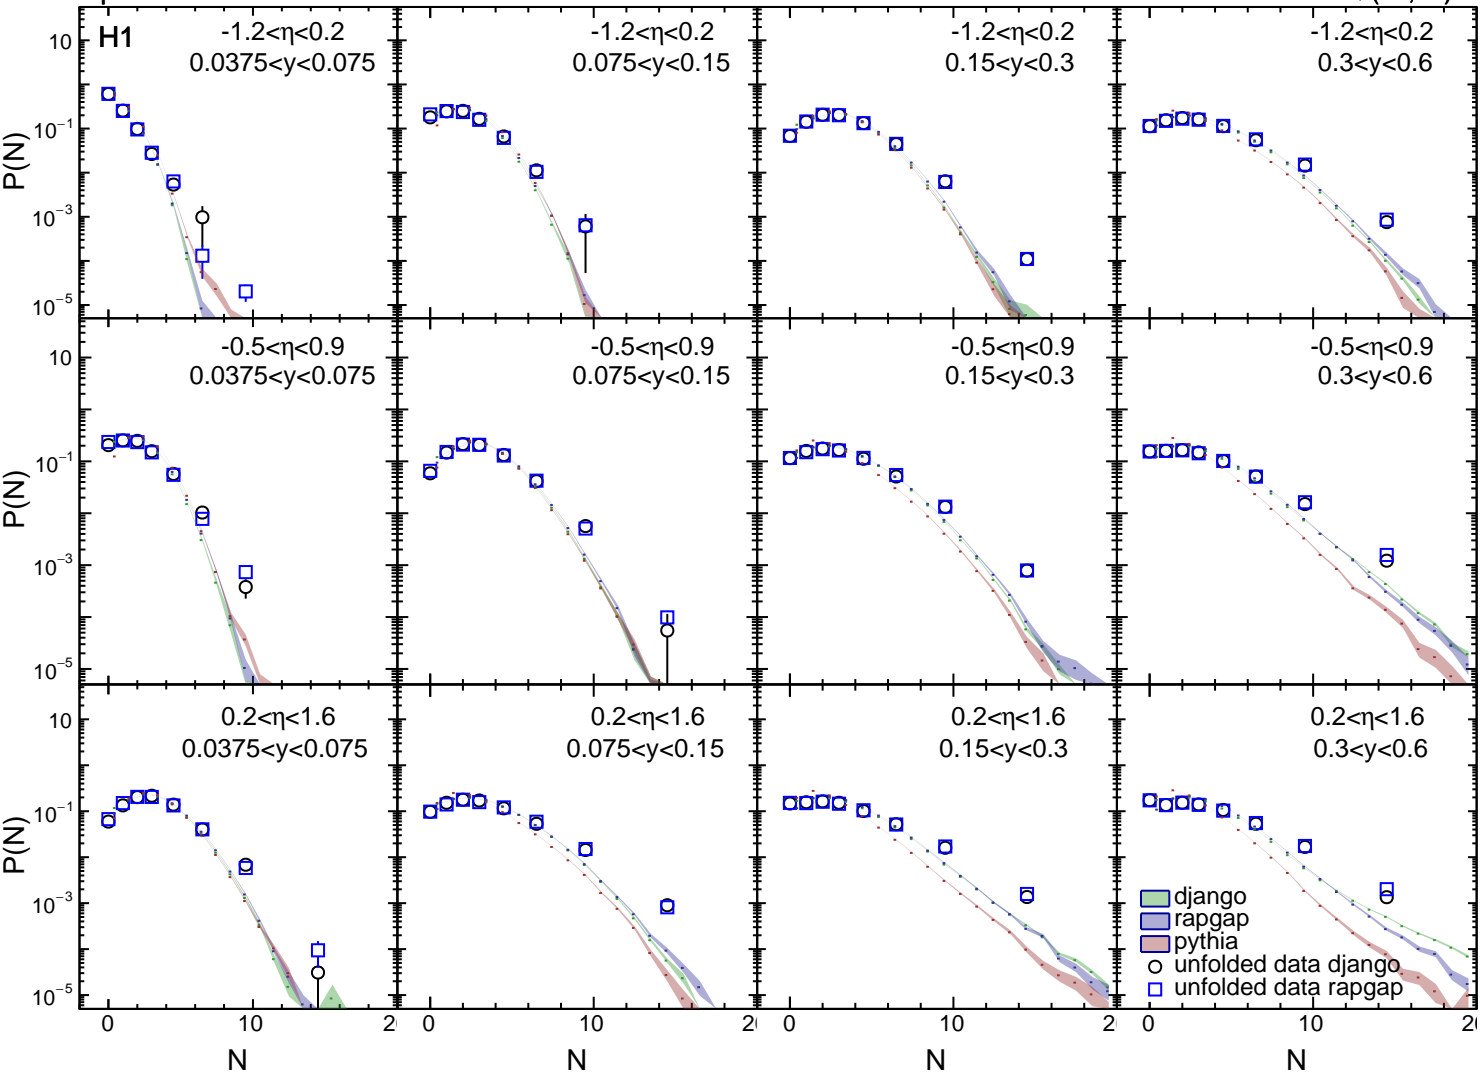 H1
-1.2<η<0.2
0.0375<y<0.075
-1.2<η<0.2
0.075<y<0.15
-1.2<η<0.2
0.15<y<0.3
-1.2<η<0.2
0.3<y<0.6
P(N)
10
10⁻¹
10⁻³
10⁻⁵
-0.5<η<0.9
0.0375<y<0.075
-0.5<η<0.9
0.075<y<0.15
-0.5<η<0.9
0.15<y<0.3
-0.5<η<0.9
0.3<y<0.6
P(N)
10
10⁻¹
10⁻³
10⁻⁵
0.2<η<1.6
0.0375<y<0.075
0.2<η<1.6
0.075<y<0.15
0.2<η<1.6
0.15<y<0.3
0.2<η<1.6
0.3<y<0.6
P(N)
10
10⁻¹
10⁻³
10⁻⁵
django
rapgap
pythia
unfolded data django
unfolded data rapgap
0 10 2 0 10 2 0 10 2 0 10 2
N N N N